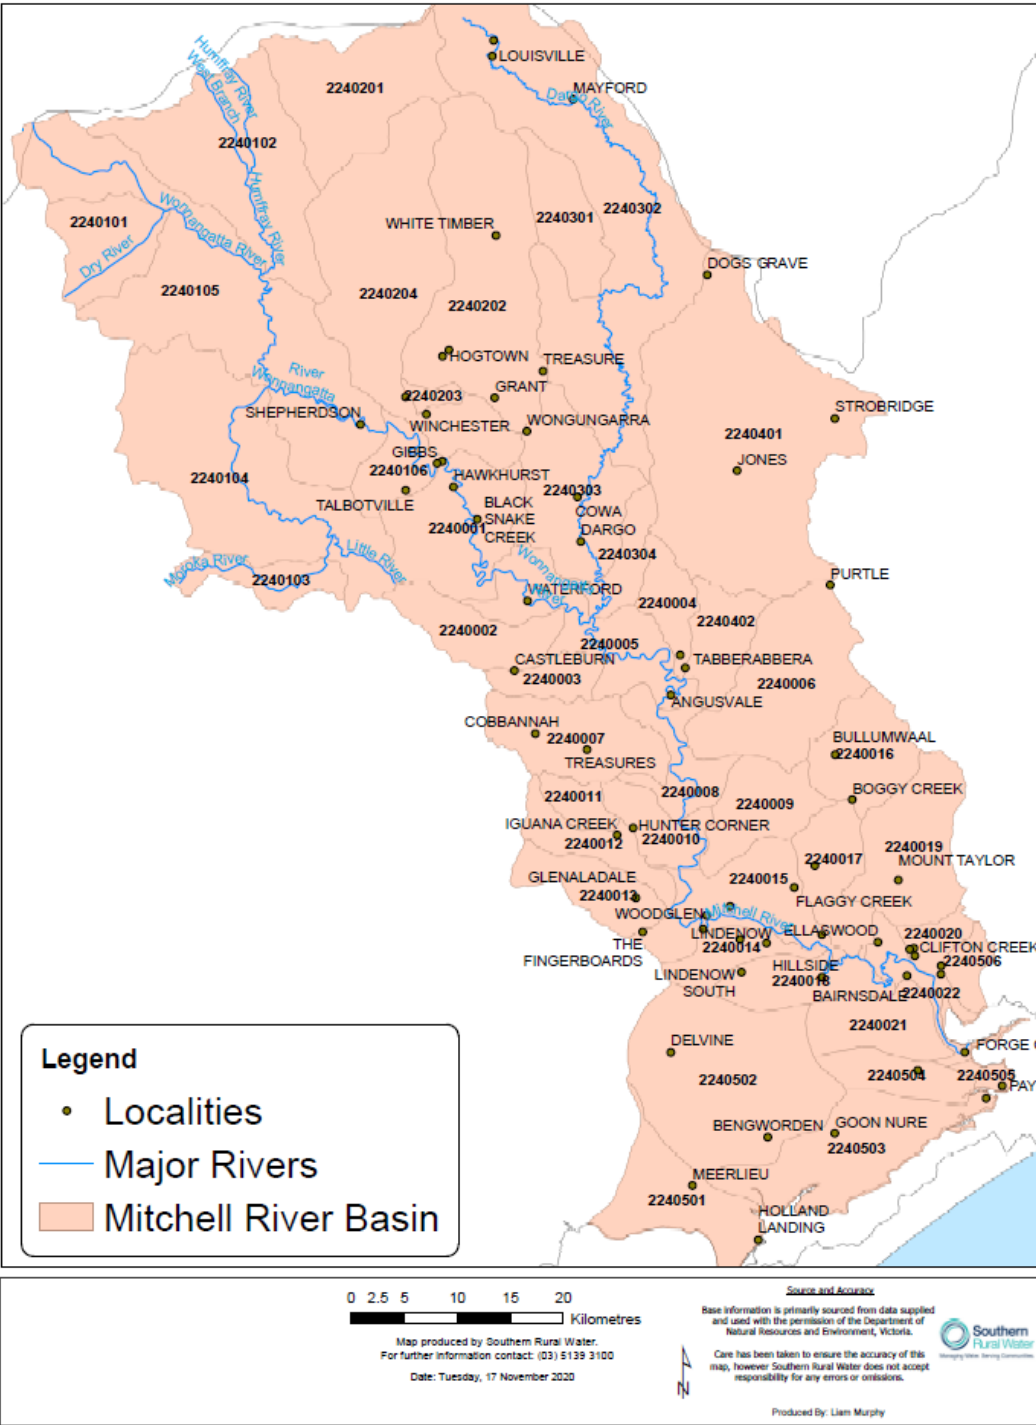 LOUISVILLE
MAYFORD
Dargo River
Humffray River
West Branch
2240201
2240102
Humffray River
2240101
Wonnangatta River
Dry River
2240105
WHITE TIMBER
2240301
2240302
DOGS GRAVE
2240204
2240202
HOGTOWN
TREASURE
River
Wonnangatta
2240203
GRANT
SHEPHERDSON
WINCHESTER
WONGUNGARRA
STROBRIDGE
2240401
GIBBS
2240106
JONES
2240104
HAWKHURST
TALBOTVILLE
2240303
BLACK
SNAKE
CREEK
COWA
2240001
DARGO
2240304
Little River
Moroka River
2240103
Wonnangatta
River
WATERFORD
PURTLE
2240004
2240402
2240002
2240005
CASTLEBURN
2240003
TABBERABBERA
2240006
ANGUSVALE
COBBANNAH
2240007
TREASURES
BULLUMWAAL
2240016
2240011
2240008
2240009
BOGGY CREEK
IGUANA CREEK
HUNTER CORNER
2240012
2240010
2240019
2240017
MOUNT TAYLOR
GLENALADALE
2240013
2240015
FLAGGY CREEK
WOODGLEN
Mitchell River
LINDENOW
ELLASWOOD
2240020
THE
FINGERBOARDS
2240014
CLIFTON CREEK
2240506
LINDENOW
SOUTH
HILLSIDE
2240018
BAIRNSDALE
2240022
2240021
DELVINE
FORGE
2240502
2240504
2240505
PAY
BENGWORDEN
GOON NURE
2240503
MEERLIEU
2240501
HOLLAND
LANDING
Legend
Localities
Major Rivers
Mitchell River Basin
0 2.5 5 10 15 20
Kilometres
Map produced by Southern Rural Water.
For further information contact: (03) 5139 3100
Date: Tuesday, 17 November 2020
N
Source and Accuracy
Base information is primarily sourced from data supplied
and used with the permission of the Department of
Natural Resources and Environment, Victoria.
Care has been taken to ensure the accuracy of this
map, however Southern Rural Water does not accept
responsibility for any errors or omissions.
Produced By: Liam Murphy
Southern
Rural Water
Managing Water. Serving Communities.